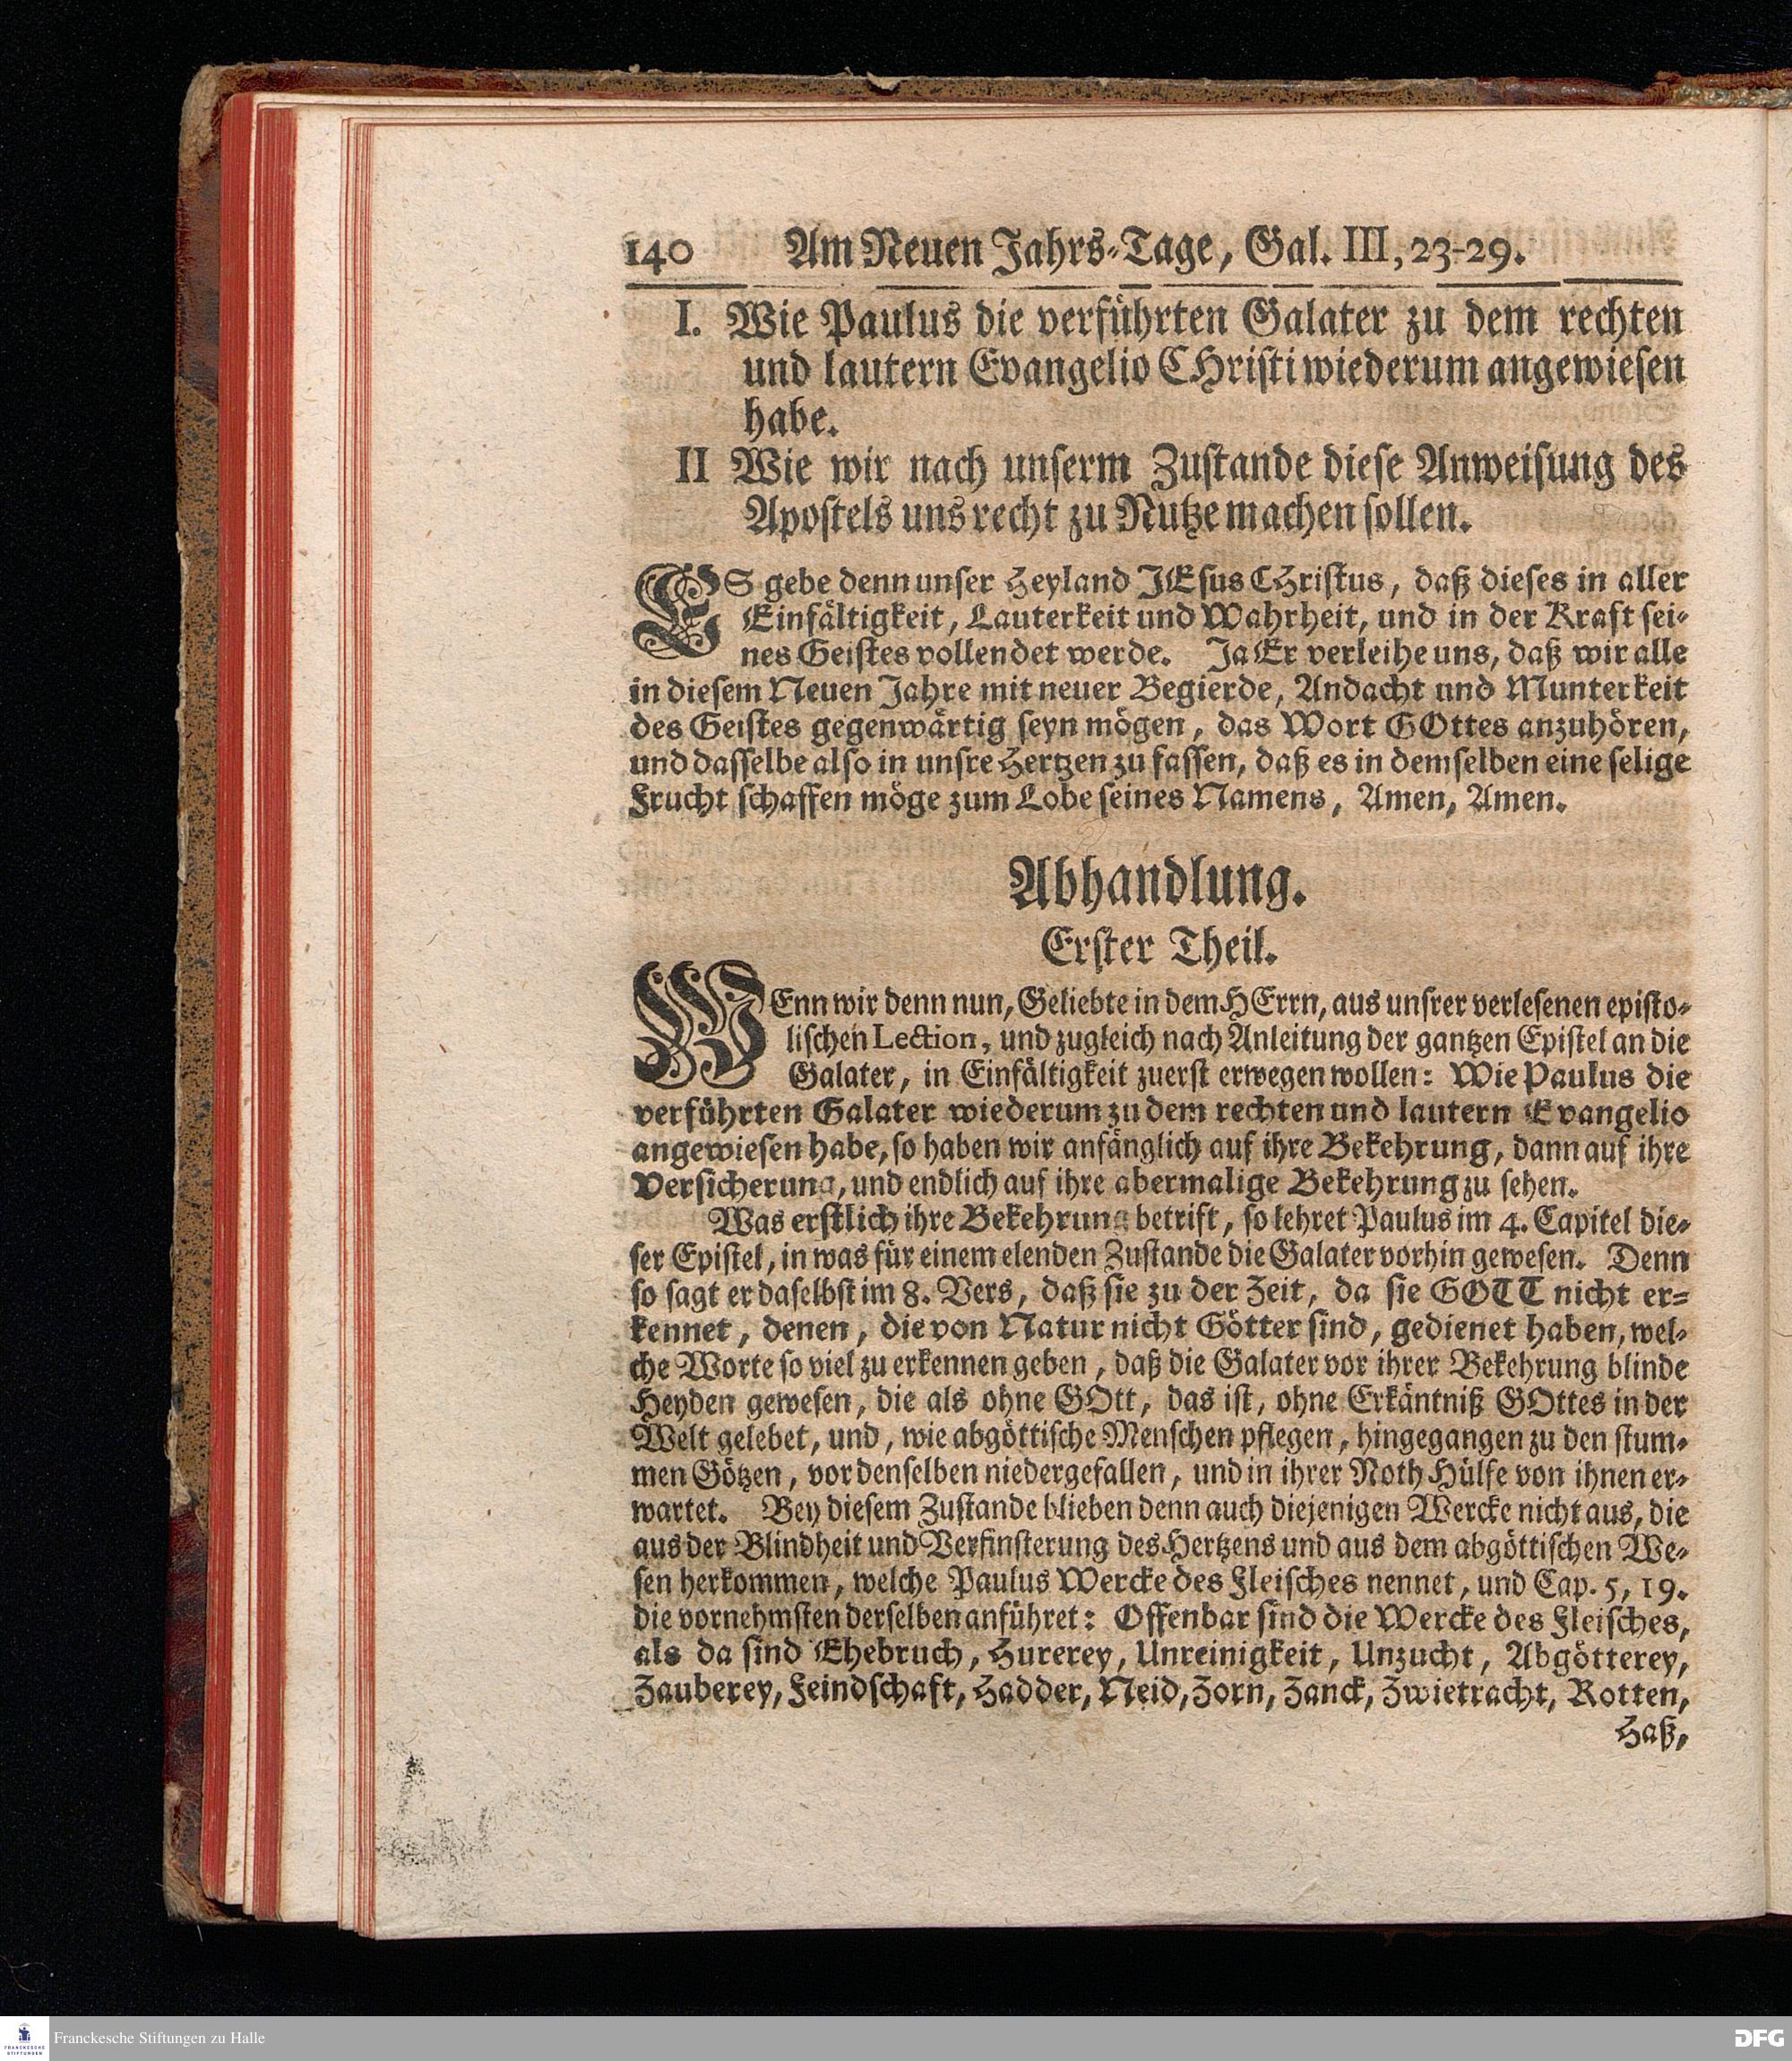 140 Am Neuen Jahrs-Tage, Gal. III, 23-29.
I. Wie Paulus die verführten Galater zu dem rechten
und lautern Evangelio CHristi wiederum angewiesen
habe.
II Wie wir nach unserm Zustande diese Anweisung des
Apostels uns recht zu Nutze machen sollen.
ES gebe denn unser Heyland JEsus CHristus, daß dieses in aller
Einfältigkeit, Lauterkeit und Wahrheit, und in der Kraft sei-
nes Geistes vollendet werde. Ja Er verleihe uns, daß wir alle
in diesem Neuen Jahre mit neuer Begierde, Andacht und Munterkeit
des Geistes gegenwärtig seyn mögen, das Wort GOttes anzuhören,
und dasselbe also in unsre Hertzen zu fassen, daß es in demselben eine selige
Frucht schaffen möge zum Lobe seines Namens, Amen, Amen.
Abhandlung.
Erster Theil.
WEnn wir denn nun, Geliebte in dem HErrn, aus unsrer verlesenen episto-
lischen Lection, und zugleich nach Anleitung der gantzen Epistel an die
Galater, in Einfältigkeit zuerst erwegen wollen: Wie Paulus die
verführten Galater wiederum zu dem rechten und lautern Evangelio
angewiesen habe, so haben wir anfänglich auf ihre Bekehrung, dann auf ihre
Versicherung, und endlich auf ihre abermalige Bekehrung zu sehen.
Was erstlich ihre Bekehrung betrift, so lehret Paulus im 4. Capitel die-
ser Epistel, in was für einem elenden Zustande die Galater vorhin gewesen. Denn
so sagt er daselbst im 8. Vers, daß sie zu der Zeit, da sie GOTT nicht er-
kennet, denen, die von Natur nicht Götter sind, gedienet haben, wel-
che Worte so viel zu erkennen geben, daß die Galater vor ihrer Bekehrung blinde
Heyden gewesen, die als ohne GOtt, das ist, ohne Erkäntniß GOttes in der
Welt gelebet, und, wie abgöttische Menschen pflegen, hingegangen zu den stum-
men Götzen, vor denselben niedergefallen, und in ihrer Noth Hülfe von ihnen er-
wartet. Bey diesem Zustande blieben denn auch diejenigen Wercke nicht aus, die
aus der Blindheit und Verfinsterung des Hertzens und aus dem abgöttischen We-
sen herkommen, welche Paulus Wercke des Fleisches nennet, und Cap. 5, 19.
die vornehmsten derselben anführet: Offenbar sind die Wercke des Fleisches,
als da sind Ehebruch, Hurerey, Unreinigkeit, Unzucht, Abgötterey,
Zauberey, Feindschaft, Hadder, Neid, Zorn, Zanck, Zwietracht, Rotten,
Haß,
FRANCKESCHE STIFTUNGEN
Franckesche Stiftungen zu Halle
DFG